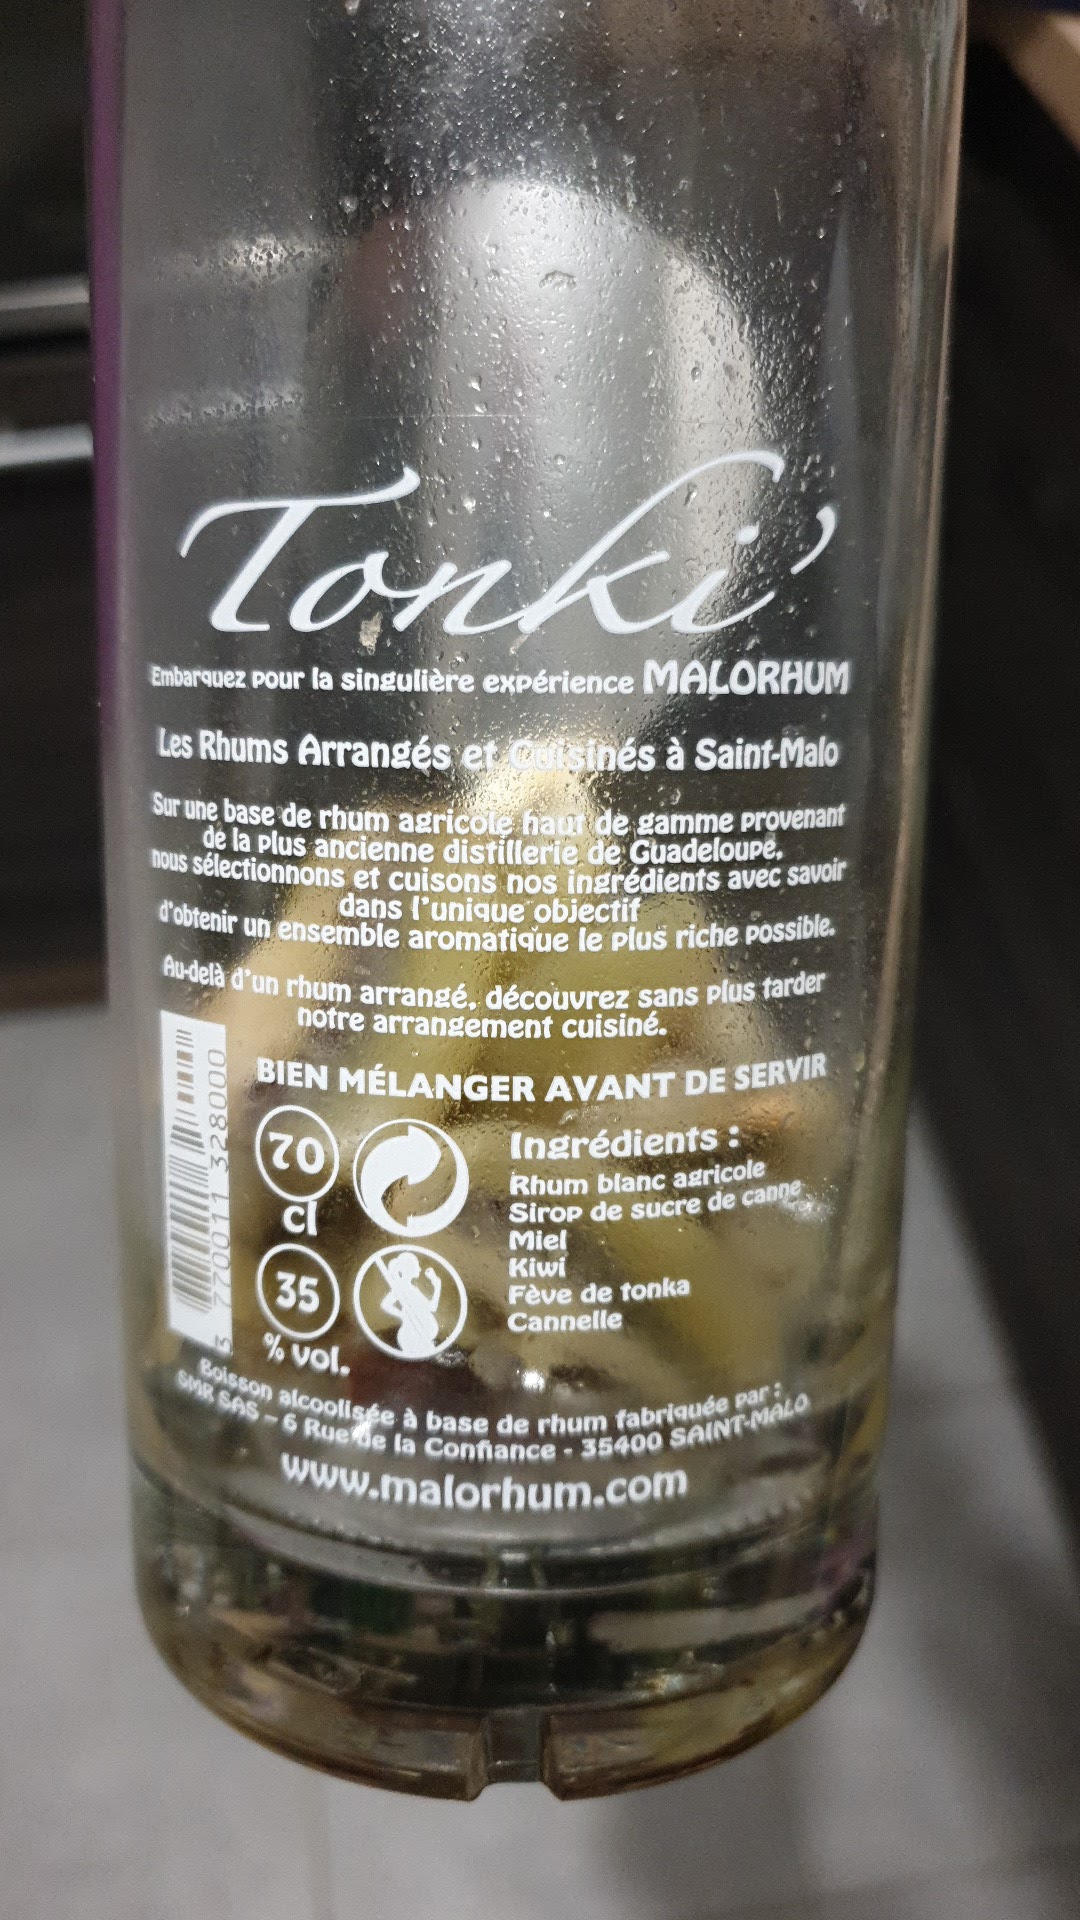 Tonki'
Embarquez pour la singulière expérience MALORHUM
Les Rhums Arrangés et Cuisinés à Saint-Malo
Sur une base de rhum agricole haut de gamme provenant
de la plus ancienne distillerie de Guadeloupe,
nous sélectionnons et cuisons nos ingrédients avec savoir
dans l'unique objectif
d'obtenir un ensemble aromatique le plus riche possible.
Au-delà d'un rhum arrangé, découvrez sans plus tarder
notre arrangement cuisiné.
BIEN MÉLANGER AVANT DE SERVIR
3 770011 328000
70
cl
35
% vol.
Ingrédients :
Rhum blanc agricole
Sirop de sucre de canne
Miel
Kiwi
Fève de tonka
Cannelle
Boisson alcoolisée à base de rhum fabriquée par :
SMR SAS - 6 Rue de la Confiance - 35400 SAINT-MALO
www.malorhum.com